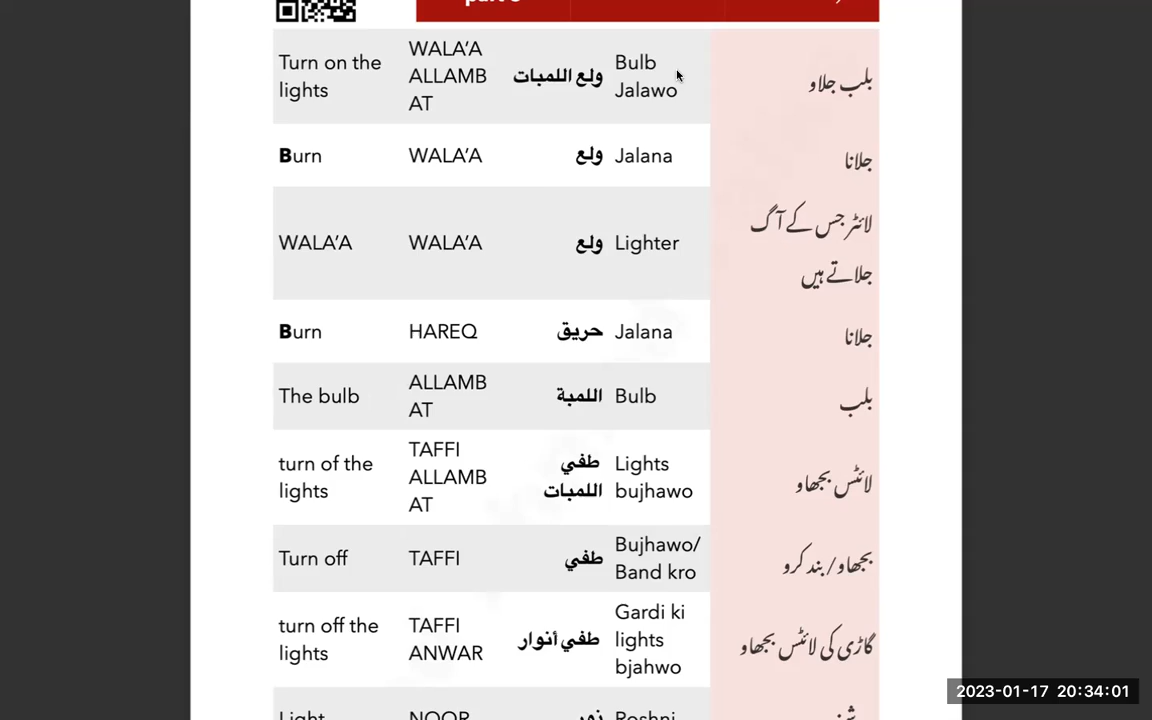 Turn on the
lights
WALA'A
ALLAMB
AT
ولع اللمبات
Bulb
Jalawo
بلب جلاو
Burn
WALA'A
ولع
Jalana
جلانا
WALA'A
WALA'A
ولع
Lighter
لائٹر جس کے آگ
جلاتے ہیں
Burn
HAREQ
حريق
Jalana
جلانا
The bulb
ALLAMB
AT
اللمبة
Bulb
بلب
turn of the
lights
TAFFI
ALLAMB
AT
طفي
اللمبات
Lights
bujhawo
لائٹس بجھاو
Turn off
TAFFI
طفي
Bujhawo/
Band kro
بجھاو / بند کرو
turn off the
lights
TAFFI
ANWAR
طفي أنوار
Gardi ki
lights
bjahwo
گاڑی کی لائٹس بجھاو
Light
NOOR
نور
Roshni
2023-01-17 20:34:01